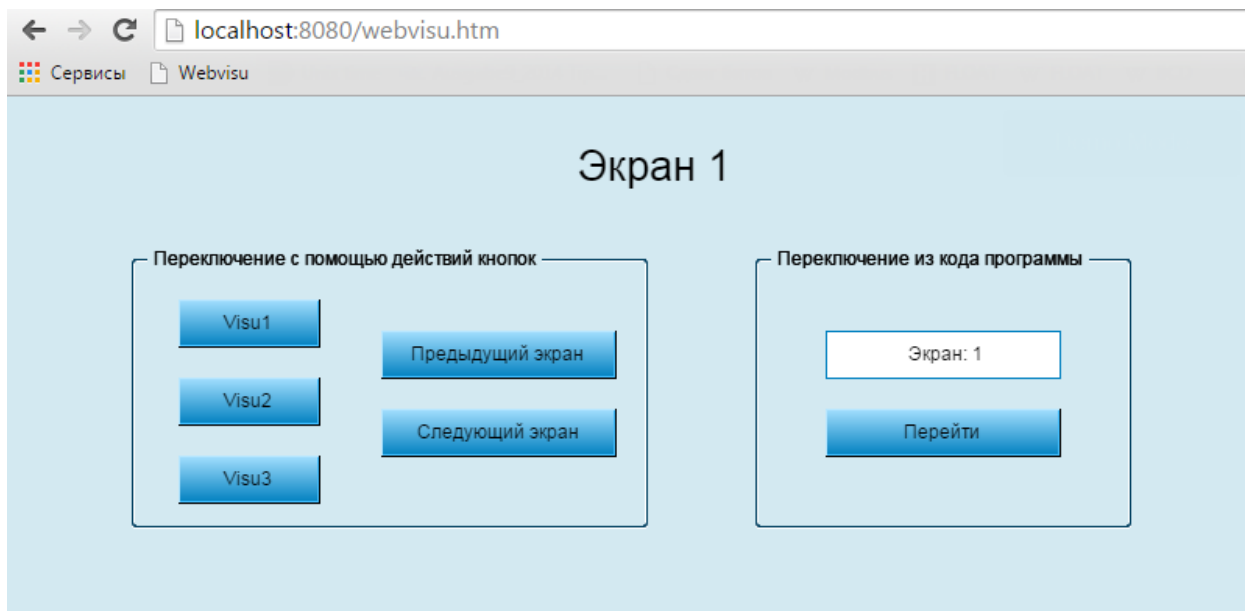 localhost:8080/webvisu.htm
Сервисы Webvisu
Экран 1
Переключение с помощью действий кнопок
Visu1
Visu2
Visu3
Предыдущий экран
Следующий экран
Переключение из кода программы
Экран: 1
Перейти